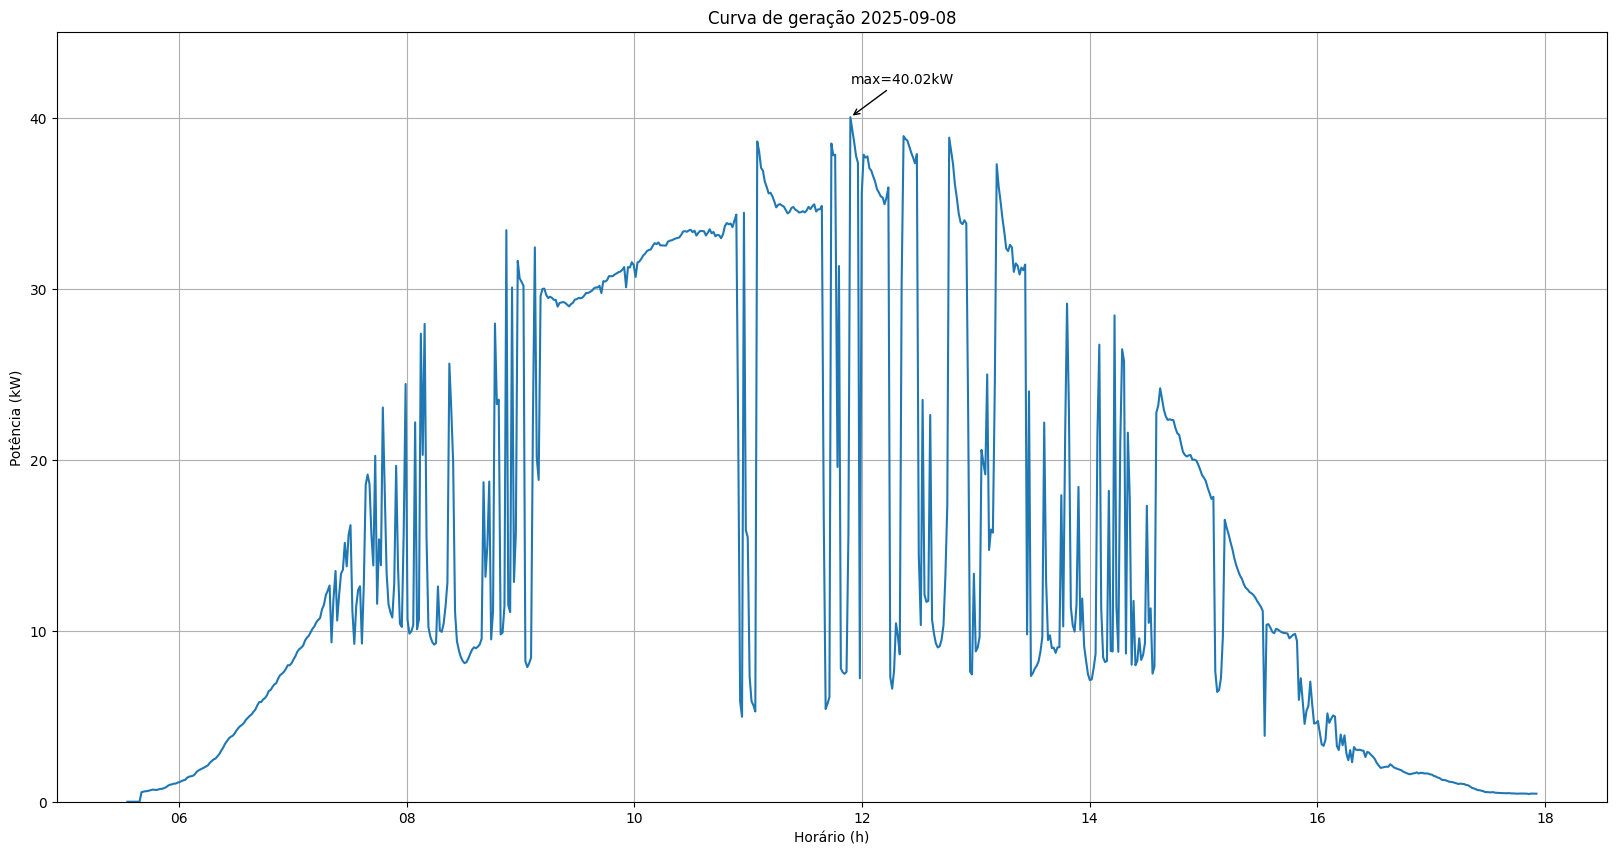 Curva de geração 2025-09-08
max=40.02kW
40
30
20
10
0
Potência (kW)
06 08 10 12 14 16 18
Horário (h)